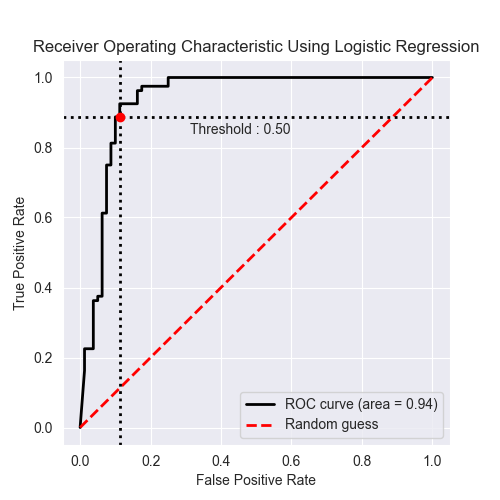 Receiver Operating Characteristic Using Logistic Regression
1.0
0.8
0.6
0.4
0.2
0.0
True Positive Rate
Threshold : 0.50
ROC curve (area = 0.94)
Random guess
0.0 0.2 0.4 0.6 0.8 1.0
False Positive Rate